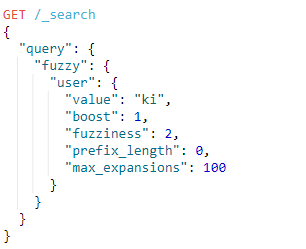 GET /_search
{
  "query": {
    "fuzzy": {
      "user": {
        "value": "ki",
        "boost": 1,
        "fuzziness": 2,
        "prefix_length": 0,
        "max_expansions": 100
      }
    }
  }
}